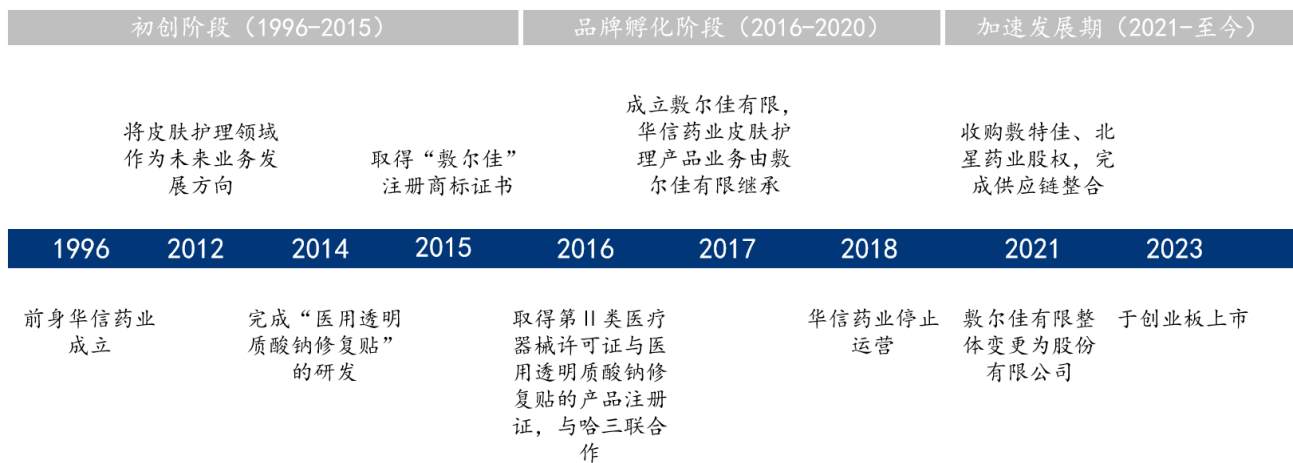 初创阶段（1996-2015）
品牌孵化阶段（2016-2020）
加速发展期（2021-至今）
将皮肤护理领域
作为未来业务发
展方向
取得“敷尔佳”
注册商标证书
成立敷尔佳有限，
华信药业皮肤护
理产品业务由敷
尔佳有限继承
收购敷特佳、北
星药业股权，完
成供应链整合
1996
2012
2014
2015
2016
2017
2018
2021
2023
前身华信药业
成立
完成“医用透明
质酸钠修复贴”
的研发
取得第Ⅱ类医疗
器械许可证与医
用透明质酸钠修
复贴的产品注册
证，与哈三联合
作
华信药业停止
运营
敷尔佳有限整
体变更为股份
有限公司
于创业板上市